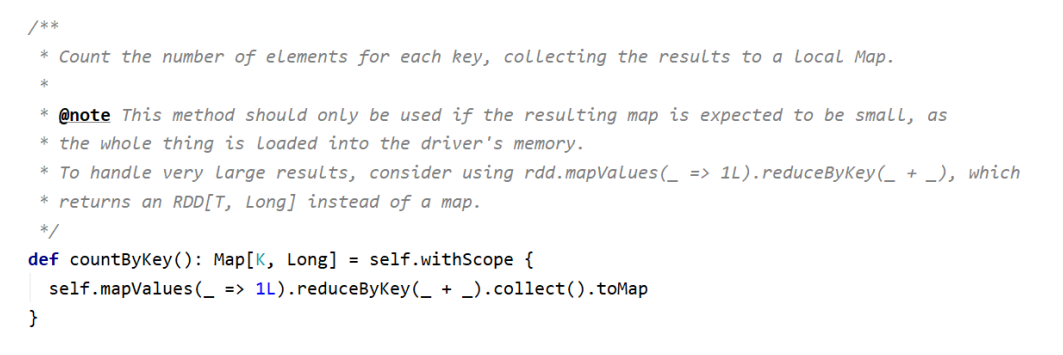 /**
 * Count the number of elements for each key, collecting the results to a local Map.
 *
 * @note This method should only be used if the resulting map is expected to be small, as
 * the whole thing is loaded into the driver's memory.
 * To handle very large results, consider using rdd.mapValues(_ => 1L).reduceByKey(_ + _), which
 * returns an RDD[T, Long] instead of a map.
 */
def countByKey(): Map[K, Long] = self.withScope {
  self.mapValues(_ => 1L).reduceByKey(_ + _).collect().toMap
}